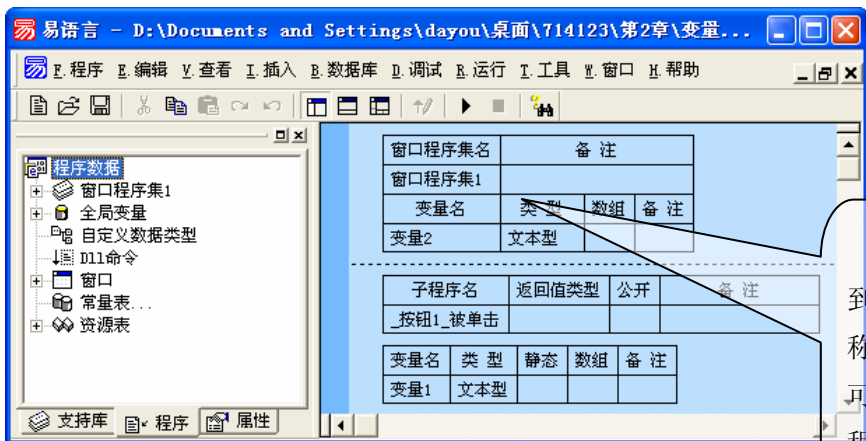 易语言 - D:\Documents and Settings\dayou\桌面\714123\第2章\变量...
F.程序 E.编辑 V.查看 I.插入 B.数据库 D.调试 R.运行 T.工具 W.窗口 H.帮助
程序数据
窗口程序集1
全局变量
自定义数据类型
Dll命令
窗口
常量表...
资源表
支持库 程序 属性
窗口程序集名 备 注
窗口程序集1
变量名 类 型 数组 备 注
变量2 文本型
子程序名 返回值类型 公开 备 注
_按钮1_被单击
变量名 类 型 静态 数组 备 注
变量1 文本型
到
称
可